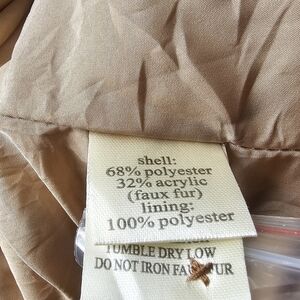 shell:
68% polyester
32% acrylic
(faux fur)
lining:
100% polyester
TUMBLE DRY LOW
DO NOT IRON FAUX FUR